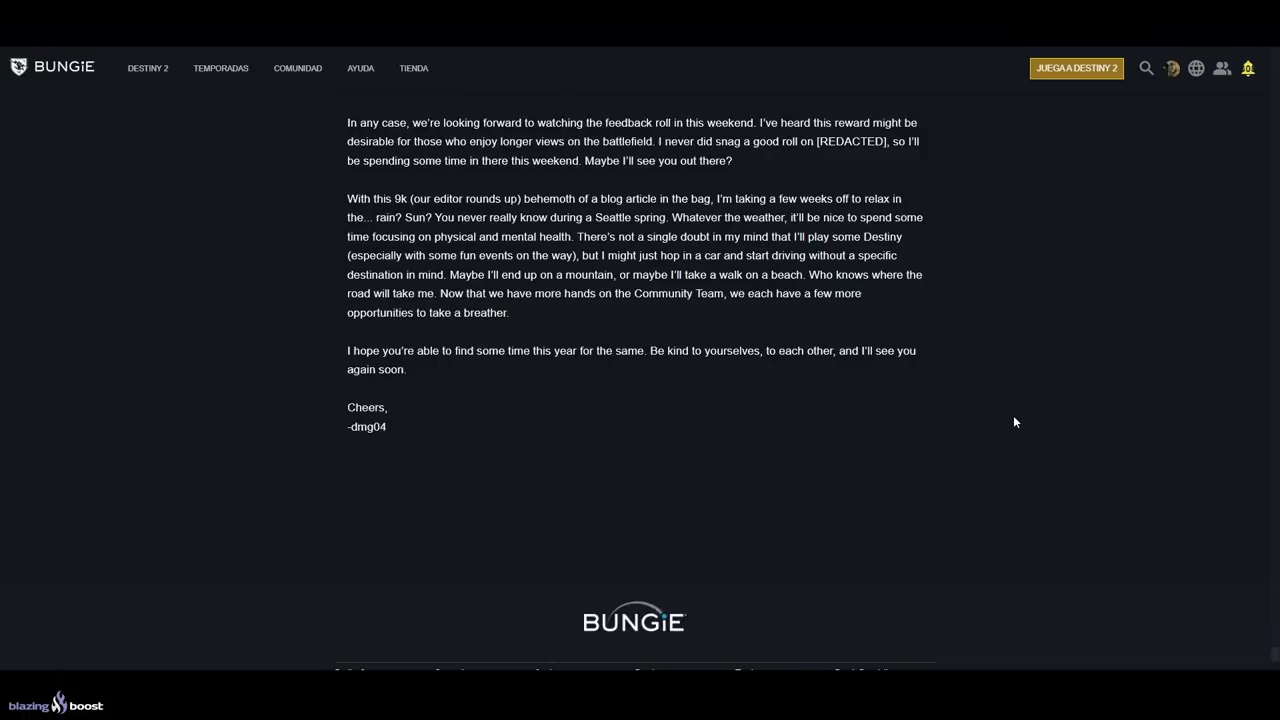 BUNGiE
DESTINY 2
TEMPORADAS
COMUNIDAD
AYUDA
TIENDA
JUEGA A DESTINY 2
In any case, we’re looking forward to watching the feedback roll in this weekend. I’ve heard this reward might be
desirable for those who enjoy longer views on the battlefield. I never did snag a good roll on [REDACTED], so I’ll
be spending some time in there this weekend. Maybe I’ll see you out there?
With this 9k (our editor rounds up) behemoth of a blog article in the bag, I’m taking a few weeks off to relax in
the... rain? Sun? You never really know during a Seattle spring. Whatever the weather, it’ll be nice to spend some
time focusing on physical and mental health. There’s not a single doubt in my mind that I’ll play some Destiny
(especially with some fun events on the way), but I might just hop in a car and start driving without a specific
destination in mind. Maybe I’ll end up on a mountain, or maybe I’ll take a walk on a beach. Who knows where the
road will take me. Now that we have more hands on the Community Team, we each have a few more
opportunities to take a breather.
I hope you’re able to find some time this year for the same. Be kind to yourselves, to each other, and I’ll see you
again soon.
Cheers,
-dmg04
BUNGiE
blazing boost